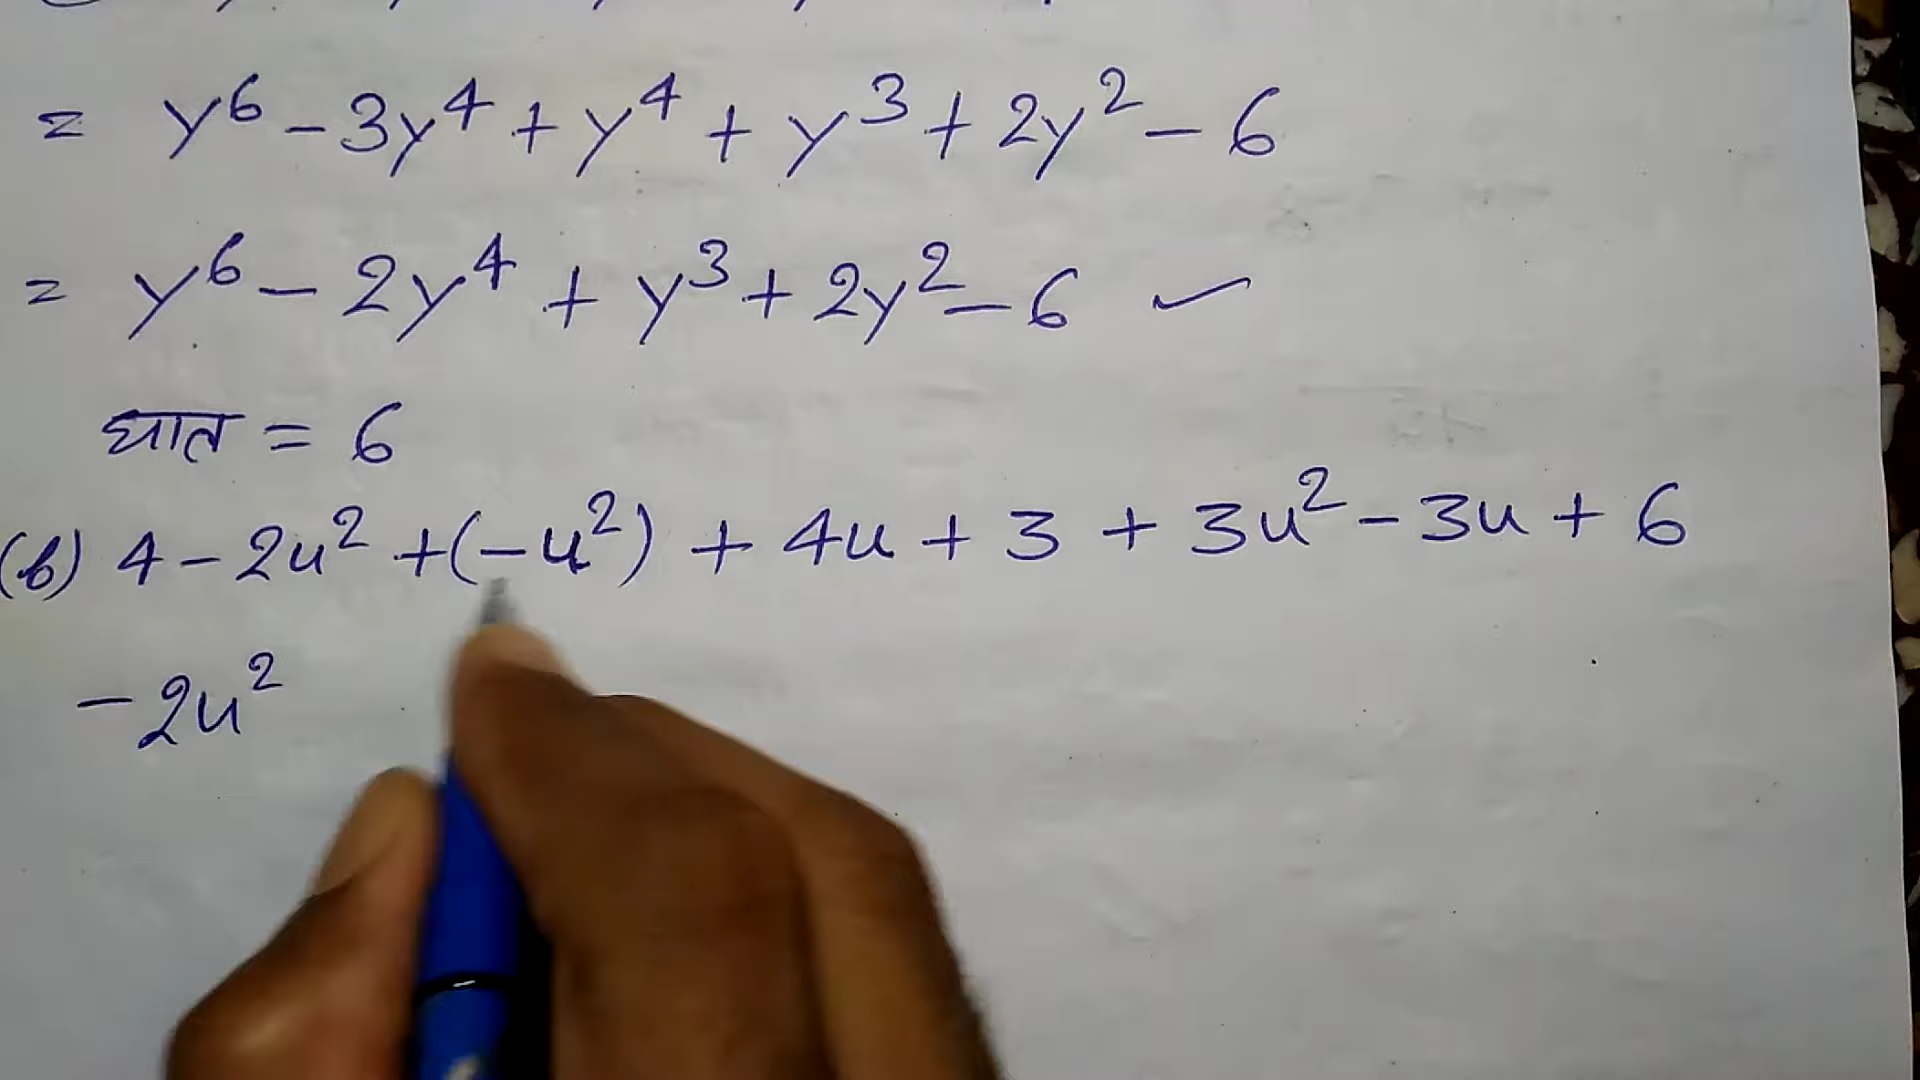 = y⁶ - 3y⁴ + y⁴ + y³ + 2y² - 6
= y⁶ - 2y⁴ + y³ + 2y² - 6 ✓
घात = 6
(b) 4 - 2u² + (-u²) + 4u + 3 + 3u² - 3u + 6
- 2u²